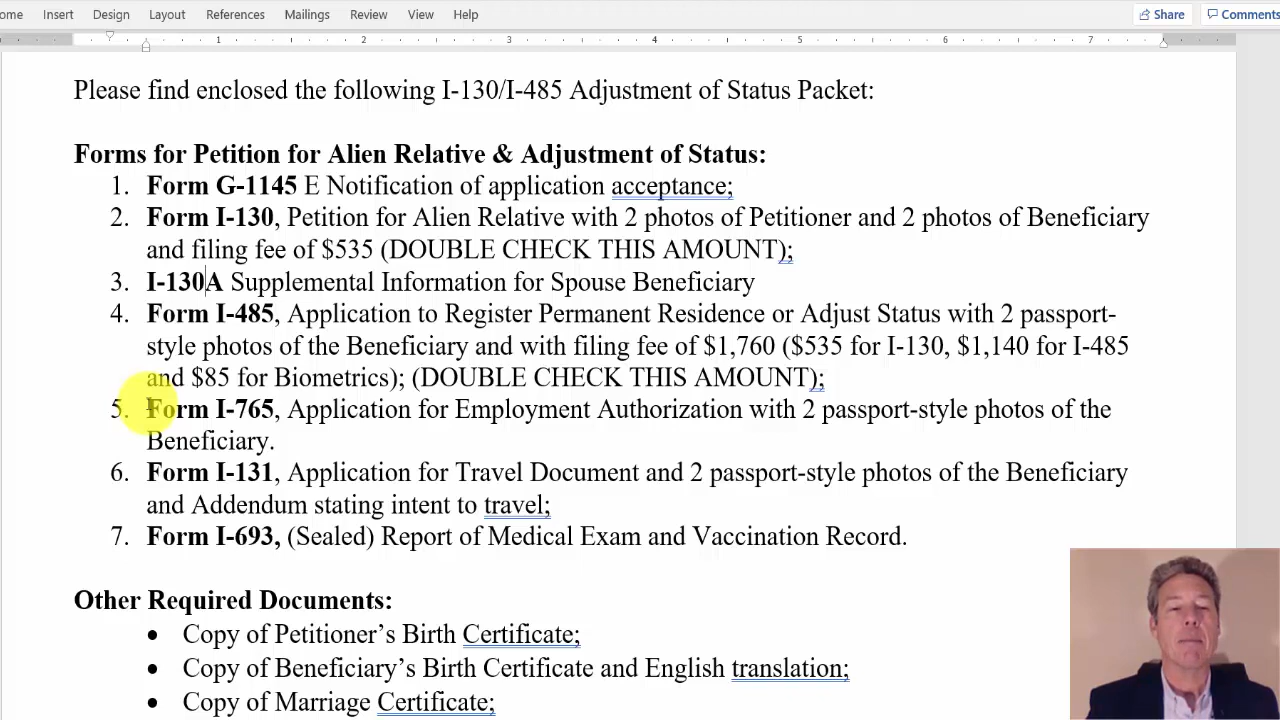 ome Insert Design Layout References Mailings Review View Help Share Comments
1 2 3 4 5 6 7
Please find enclosed the following I-130/I-485 Adjustment of Status Packet:
Forms for Petition for Alien Relative & Adjustment of Status:
1. Form G-1145 E Notification of application acceptance;
2. Form I-130, Petition for Alien Relative with 2 photos of Petitioner and 2 photos of Beneficiary
and filing fee of $535 (DOUBLE CHECK THIS AMOUNT);
3. I-130A Supplemental Information for Spouse Beneficiary
4. Form I-485, Application to Register Permanent Residence or Adjust Status with 2 passport-
style photos of the Beneficiary and with filing fee of $1,760 ($535 for I-130, $1,140 for I-485
and $85 for Biometrics); (DOUBLE CHECK THIS AMOUNT);
5. Form I-765, Application for Employment Authorization with 2 passport-style photos of the
Beneficiary.
6. Form I-131, Application for Travel Document and 2 passport-style photos of the Beneficiary
and Addendum stating intent to travel;
7. Form I-693, (Sealed) Report of Medical Exam and Vaccination Record.
Other Required Documents:
• Copy of Petitioner’s Birth Certificate;
• Copy of Beneficiary’s Birth Certificate and English translation;
• Copy of Marriage Certificate;